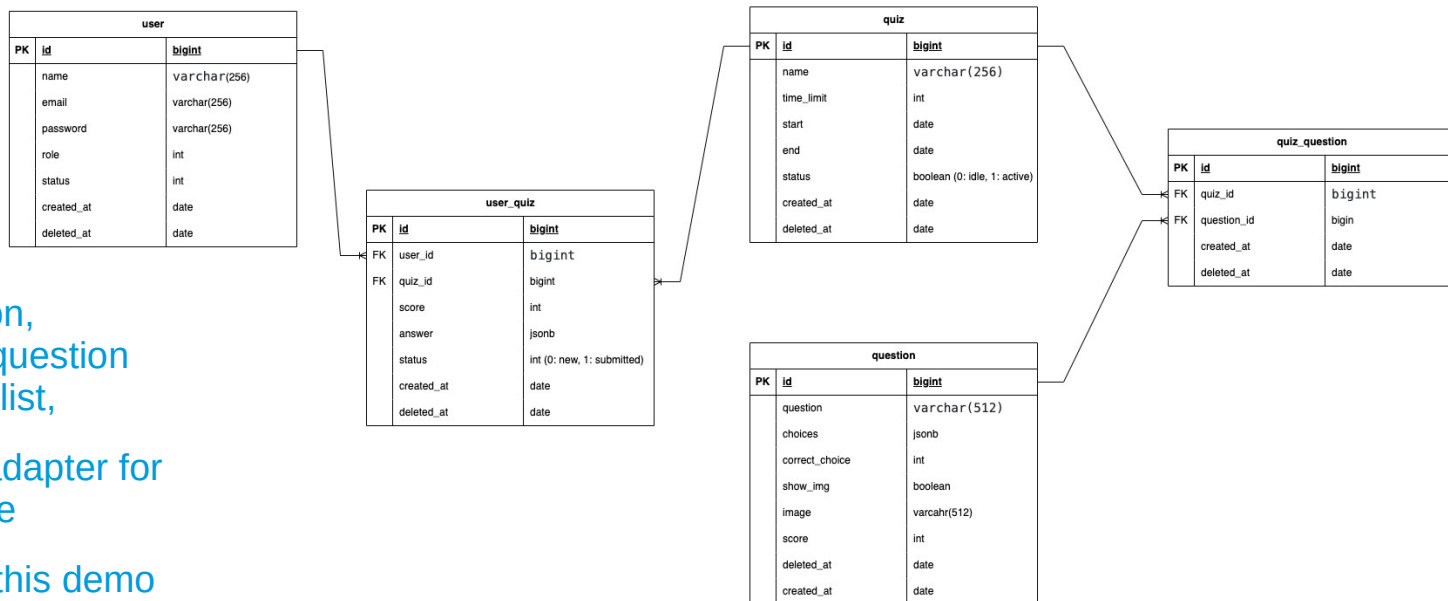 user
PK id bigint
name varchar(256)
email varchar(256)
password varchar(256)
role int
status int
created_at date
deleted_at date
user_quiz
PK id bigint
FK user_id bigint
FK quiz_id bigint
score int
answer jsonb
status int (0: new, 1: submitted)
created_at date
deleted_at date
quiz
PK id bigint
name varchar(256)
time_limit int
start date
end date
status boolean (0: idle, 1: active)
created_at date
deleted_at date
quiz_question
PK id bigint
FK quiz_id bigint
FK question_id bigin
created_at date
deleted_at date
question
PK id bigint
question varchar(512)
choices jsonb
correct_choice int
show_img boolean
image varcahr(512)
score int
deleted_at date
created_at date
on,
question
list,
adapter for
e
this demo